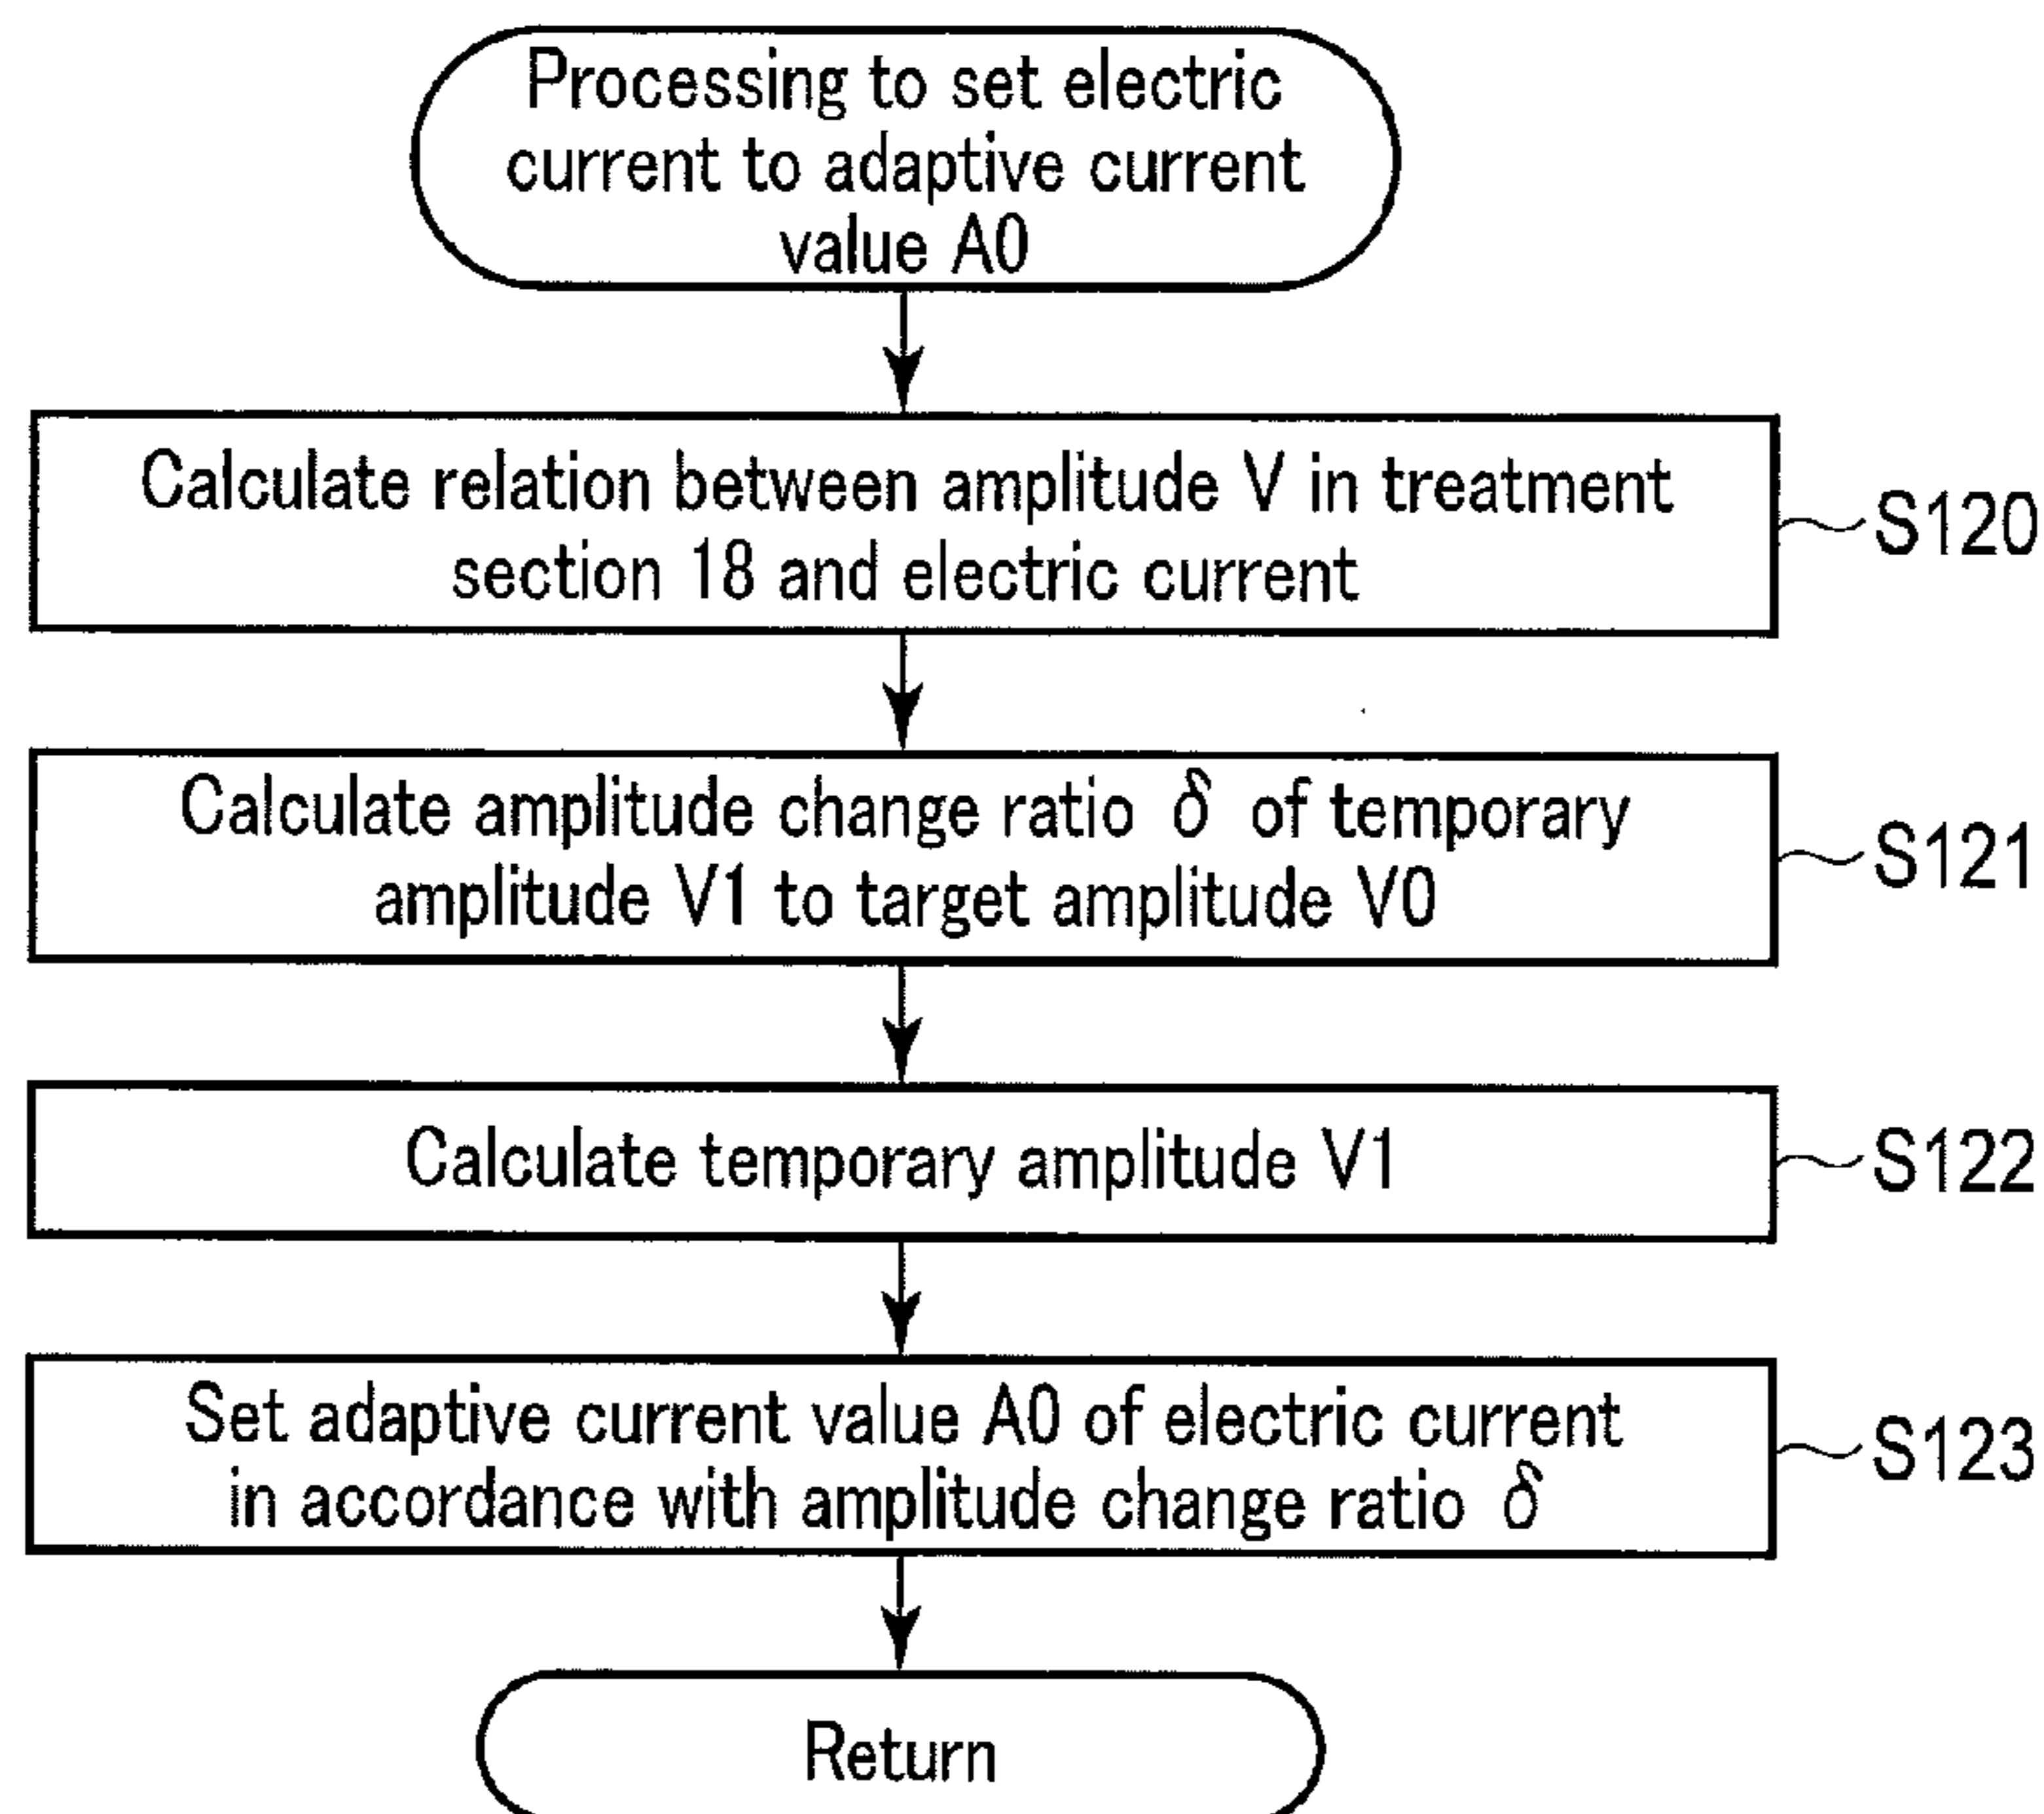 Processing to set electric
current to adaptive current
value A0
Calculate relation between amplitude V in treatment
section 18 and electric current
S120
Calculate amplitude change ratio δ of temporary
amplitude V1 to target amplitude V0
S121
Calculate temporary amplitude V1
S122
Set adaptive current value A0 of electric current
in accordance with amplitude change ratio δ
S123
Return